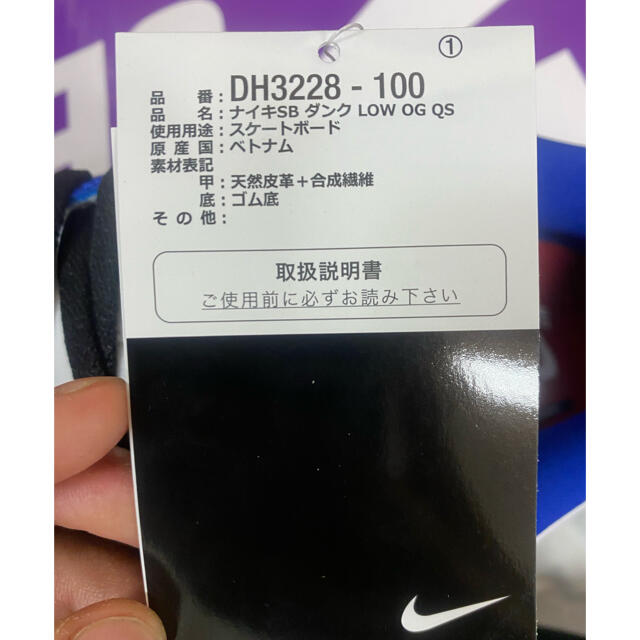 ①
品 番：DH3228 - 100
品 名：ナイキSB ダンク LOW OG QS
使用用途：スケートボード
原 産 国：ベトナム
素材表記
甲：天然皮革＋合成繊維
底：ゴム底
そ の 他：
取扱説明書
ご使用前に必ずお読み下さい